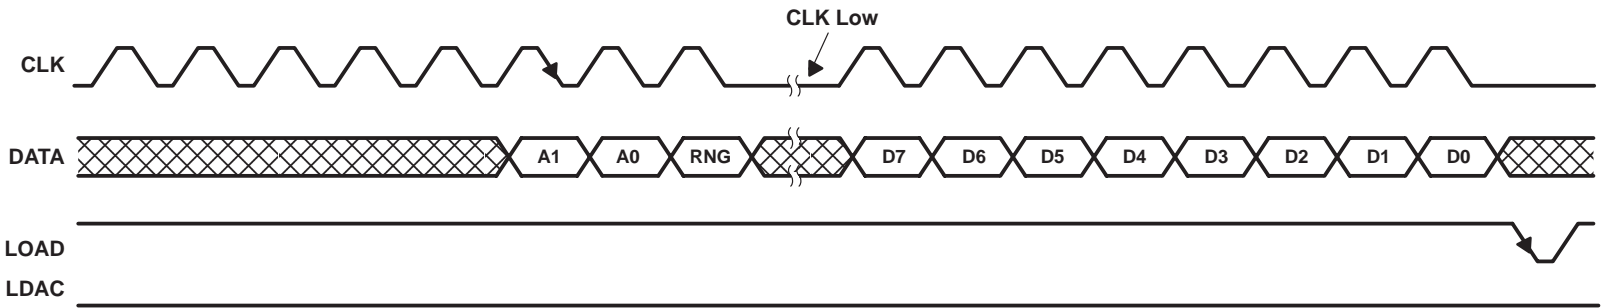 CLK Low
CLK
DATA
A1 A0 RNG D7 D6 D5 D4 D3 D2 D1 D0
LOAD
LDAC